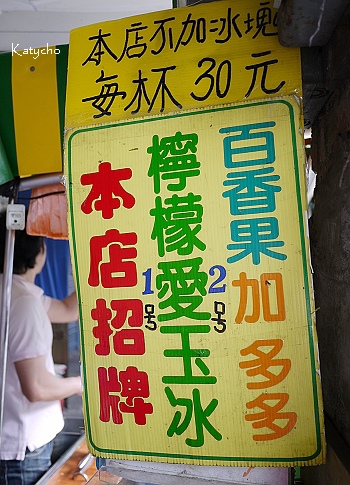 Katycho
本店不加冰塊
每杯30元
百香果加多多
2號
檸檬愛玉冰
1號
本店招牌